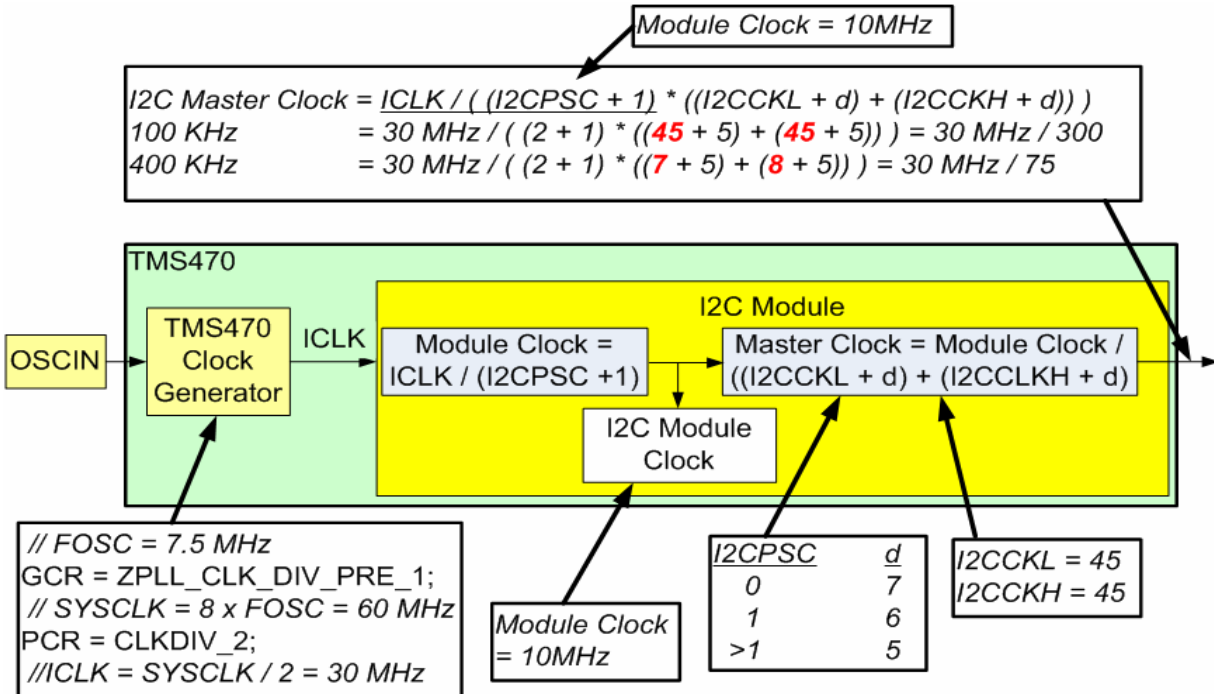 Module Clock = 10MHz
I2C Master Clock = ICLK / ( (I2CPSC + 1) * ((I2CCKL + d) + (I2CCKH + d)) )
100 KHz = 30 MHz / ( (2 + 1) * ((45 + 5) + (45 + 5)) ) = 30 MHz / 300
400 KHz = 30 MHz / ( (2 + 1) * ((7 + 5) + (8 + 5)) ) = 30 MHz / 75
TMS470
I2C Module
OSCIN
TMS470
Clock
Generator
ICLK
Module Clock =
ICLK / (I2CPSC +1)
Master Clock = Module Clock /
((I2CCKL + d) + (I2CCLKH + d)
I2C Module
Clock
// FOSC = 7.5 MHz
GCR = ZPLL_CLK_DIV_PRE_1;
// SYSCLK = 8 x FOSC = 60 MHz
PCR = CLKDIV_2;
//ICLK = SYSCLK / 2 = 30 MHz
Module Clock
= 10MHz
I2CPSC d
0 7
1 6
>1 5
I2CCKL = 45
I2CCKH = 45